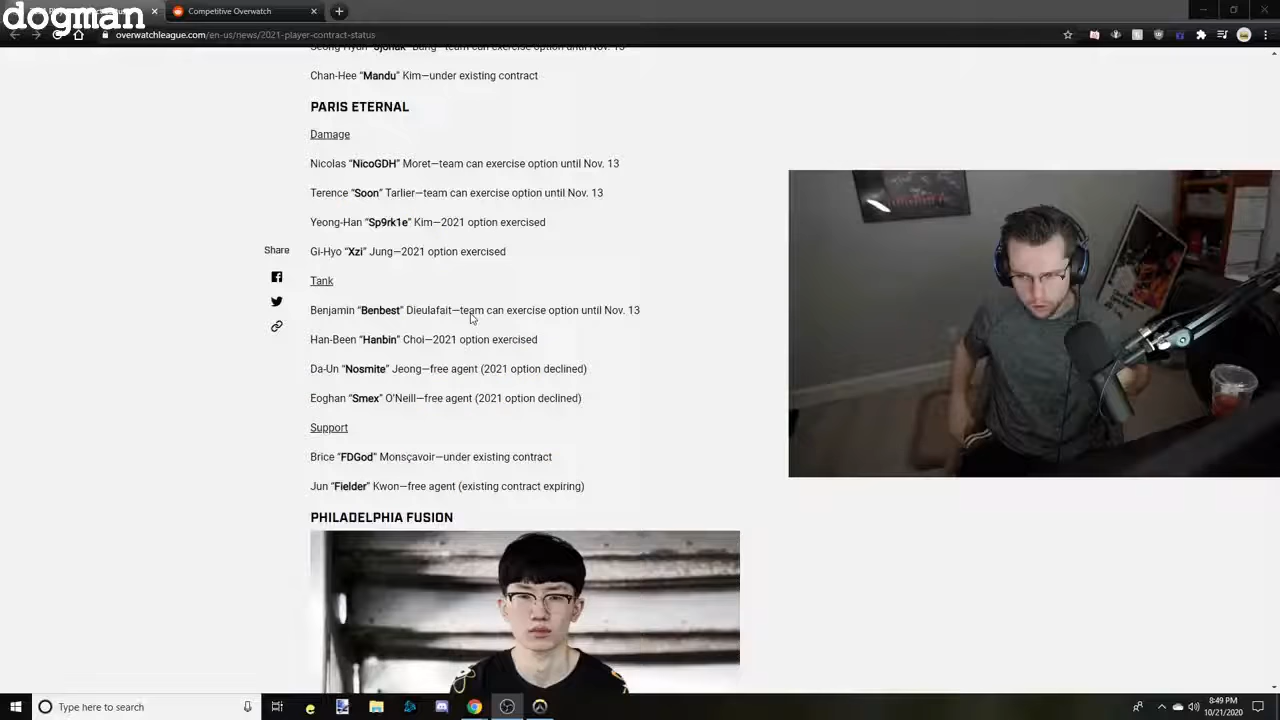 dogman
Competitive Overwatch
overwatchleague.com/en-us/news/2021-player-contract-status
Chan-Hee “Mandu” Kim—under existing contract
PARIS ETERNAL
Damage
Nicolas “NicoGDH” Moret—team can exercise option until Nov. 13
Terence “Soon” Tarlier—team can exercise option until Nov. 13
Yeong-Han “Sp9rk1e” Kim—2021 option exercised
Share
Gi-Hyo “Xzi” Jung—2021 option exercised
Tank
Benjamin “Benbest” Dieulafait—team can exercise option until Nov. 13
Han-Been “Hanbin” Choi—2021 option exercised
Da-Un “Nosmite” Jeong—free agent (2021 option declined)
Eoghan “Smex” O'Neill—free agent (2021 option declined)
Support
Brice “FDGod” Monsçavoir—under existing contract
Jun “Fielder” Kwon—free agent (existing contract expiring)
PHILADELPHIA FUSION
Type here to search
8:49 PM
10/21/2020